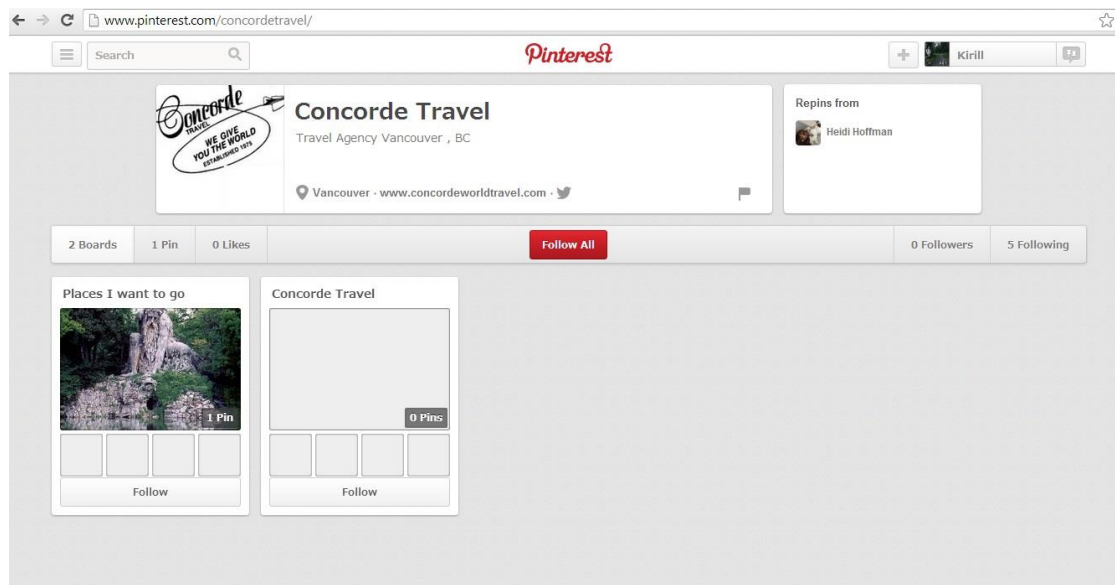 www.pinterest.com/concordetravel/
Search
Pinterest
Kirill
Concorde
TRAVEL
WE GIVE
YOU THE WORLD
ESTABLISHED 1975
Concorde Travel
Travel Agency Vancouver , BC
Vancouver · www.concordeworldtravel.com ·
Repins from
Heidi Hoffman
2 Boards 1 Pin 0 Likes Follow All 0 Followers 5 Following
Places I want to go
1 Pin
Follow
Concorde Travel
0 Pins
Follow